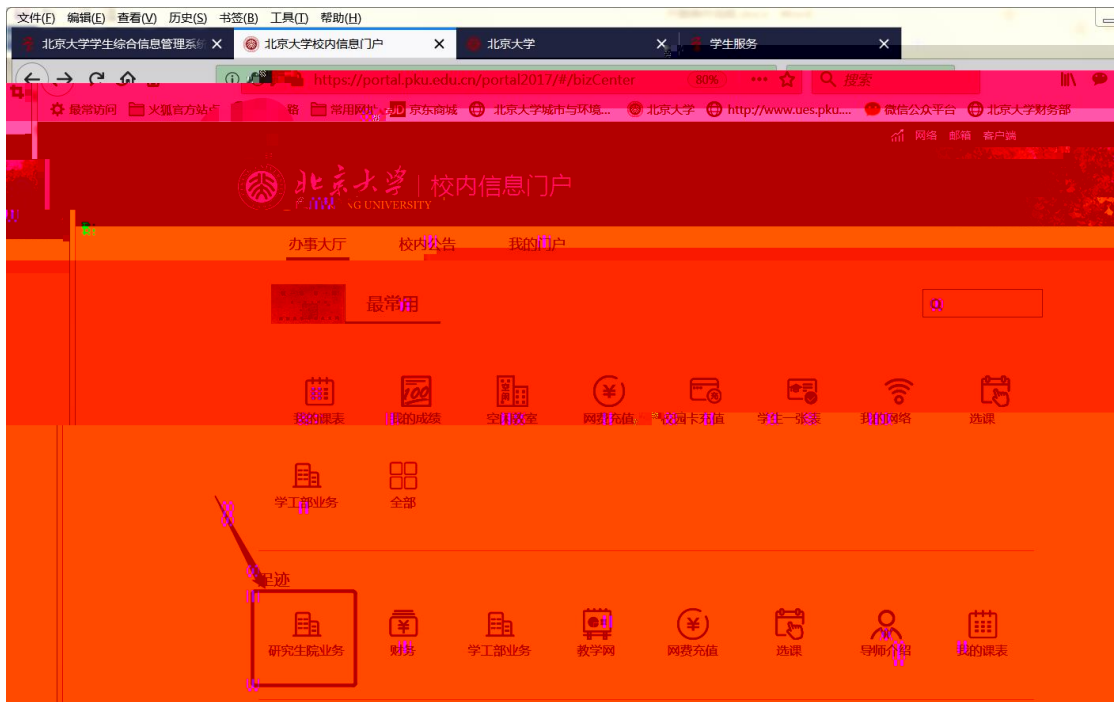 文件(F) 编辑(E) 查看(V) 历史(S) 书签(B) 工具(T) 帮助(H)
北京大学学生综合信息管理系统 × 北京大学校内信息门户 × 北京大学 × 学生服务 ×
https://portal.pku.edu.cn/portal2017/#/bizCenter 80% 搜索
最常访问 火狐官方站点 常用网址 JD 京东商城 北京大学城市与环境... 北京大学 http://www.ues.pku.... 微信公众平台 北京大学财务部
网络 邮箱 客户端
北京大学 | 校内信息门户
UNIVERSITY
办事大厅 校内公告 我的门户
最常用
我的课表 我的成绩 空闲教室 网费充值 校园卡充值 学生一张表 我的网络 选课
学工部业务 全部
足迹
研究生院业务 财务 学工部业务 教学网 网费充值 选课 导师介绍 我的课表